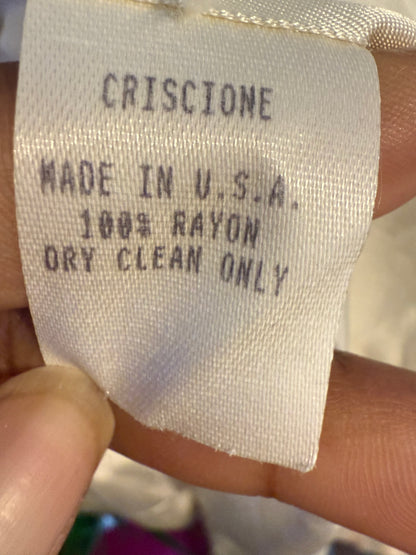 CRISCIONE
MADE IN U.S.A.
100% RAYON
DRY CLEAN ONLY